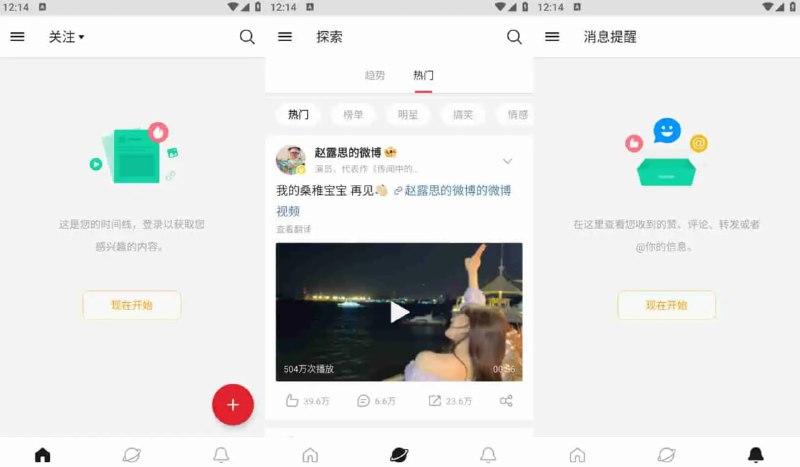 12:14
关注
这是您的时间线，登录以获取您
感兴趣的内容。
现在开始
12:14
探索
趋势 热门
热门 榜单 明星 搞笑 情感
赵露思的微博
演员，代表作《传闻中的...
我的桑稚宝宝 再见👋🏻 赵露思的微博的微博
视频
查看翻译
504万次播放 00:56
39.6万 6.6万 23.6万
12:14
消息提醒
在这里查看您收到的赞、评论、转发或者
@你的信息。
现在开始